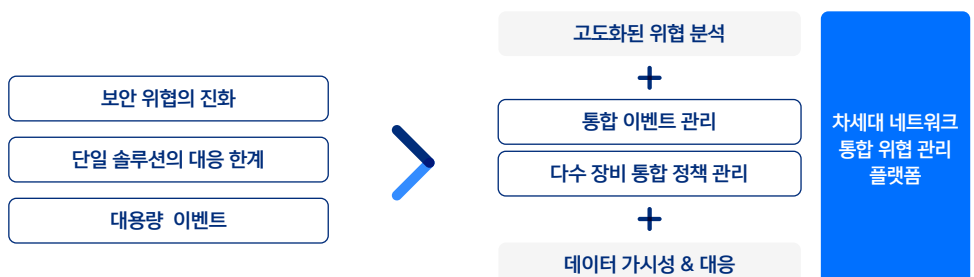 보안 위협의 진화
단일 솔루션의 대응 한계
대용량 이벤트
고도화된 위협 분석
+
통합 이벤트 관리
다수 장비 통합 정책 관리
+
데이터 가시성 & 대응
차세대 네트워크
통합 위협 관리
플랫폼